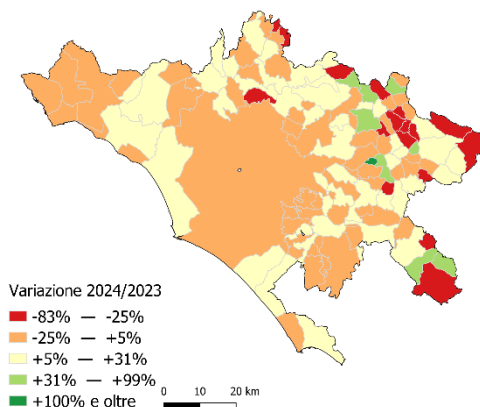 Variazione 2024/2023
-83% — -25%
-25% — +5%
+5% — +31%
+31% — +99%
+100% e oltre
0 10 20 km